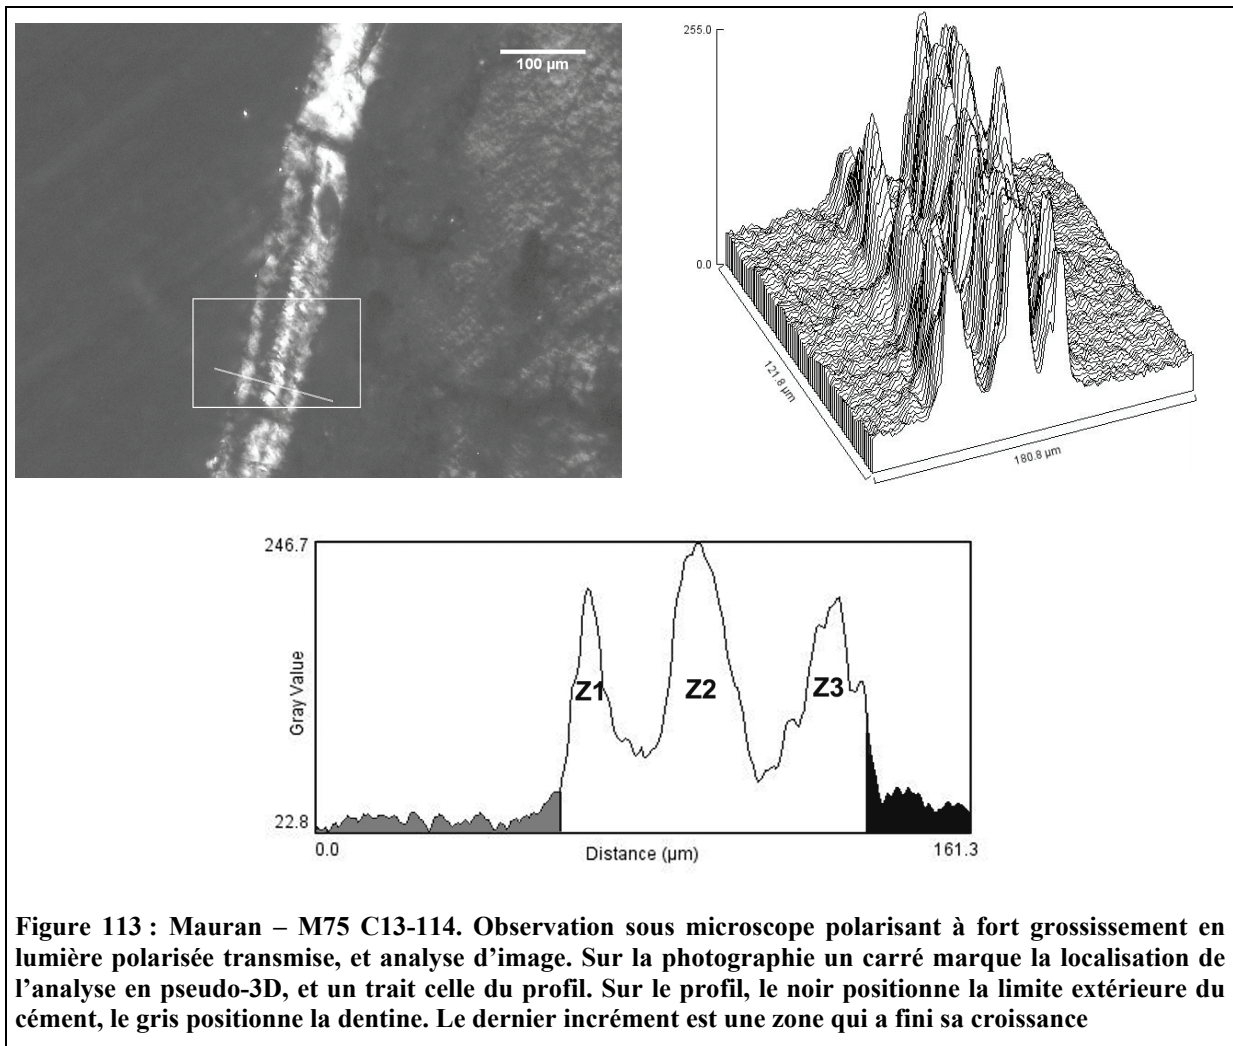 100 µm
255.0
0.0
121.8 µm
180.8 µm
246.7
Gray Value
Z1
Z2
Z3
22.8
0.0
Distance (µm)
161.3
Figure 113 : Mauran – M75 C13-114. Observation sous microscope polarisant à fort grossissement en
lumière polarisée transmise, et analyse d’image. Sur la photographie un carré marque la localisation de
l’analyse en pseudo-3D, et un trait celle du profil. Sur le profil, le noir positionne la limite extérieure du
cément, le gris positionne la dentine. Le dernier incrément est une zone qui a fini sa croissance